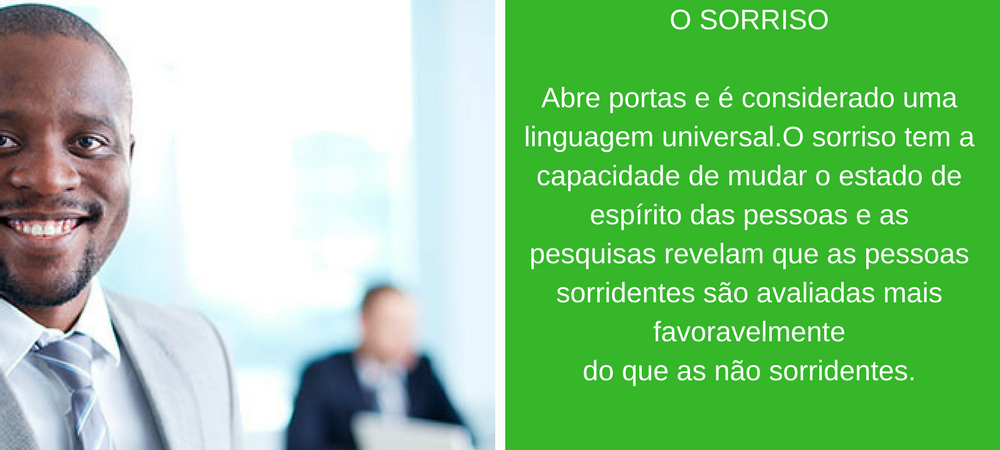 O SORRISO
Abre portas e é considerado uma
linguagem universal.O sorriso tem a
capacidade de mudar o estado de
espírito das pessoas e as
pesquisas revelam que as pessoas
sorridentes são avaliadas mais
favoravelmente
do que as não sorridentes.